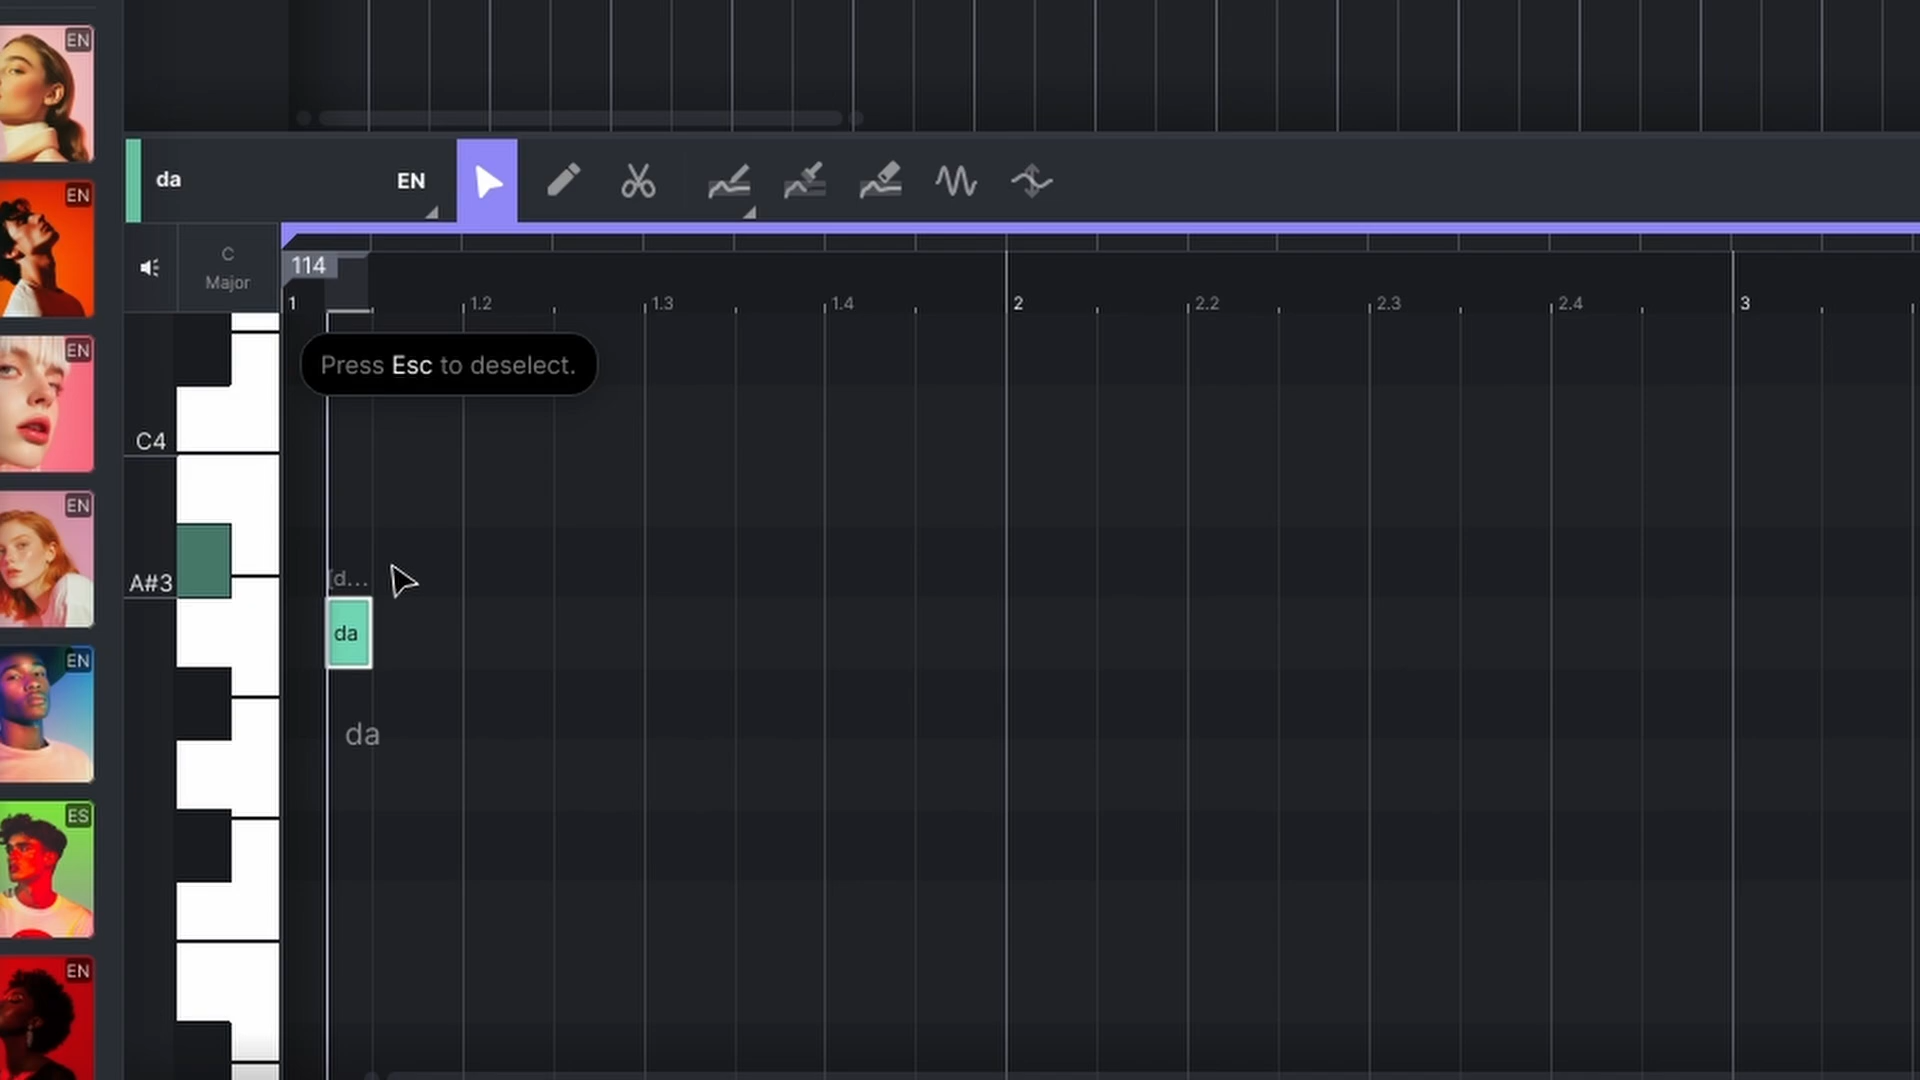 EN
EN
EN
EN
EN
ES
EN
da
EN
C
Major
114
1
1.2
1.3
1.4
2
2.2
2.3
2.4
3
Press Esc to deselect.
C4
A#3
[d...
da
da